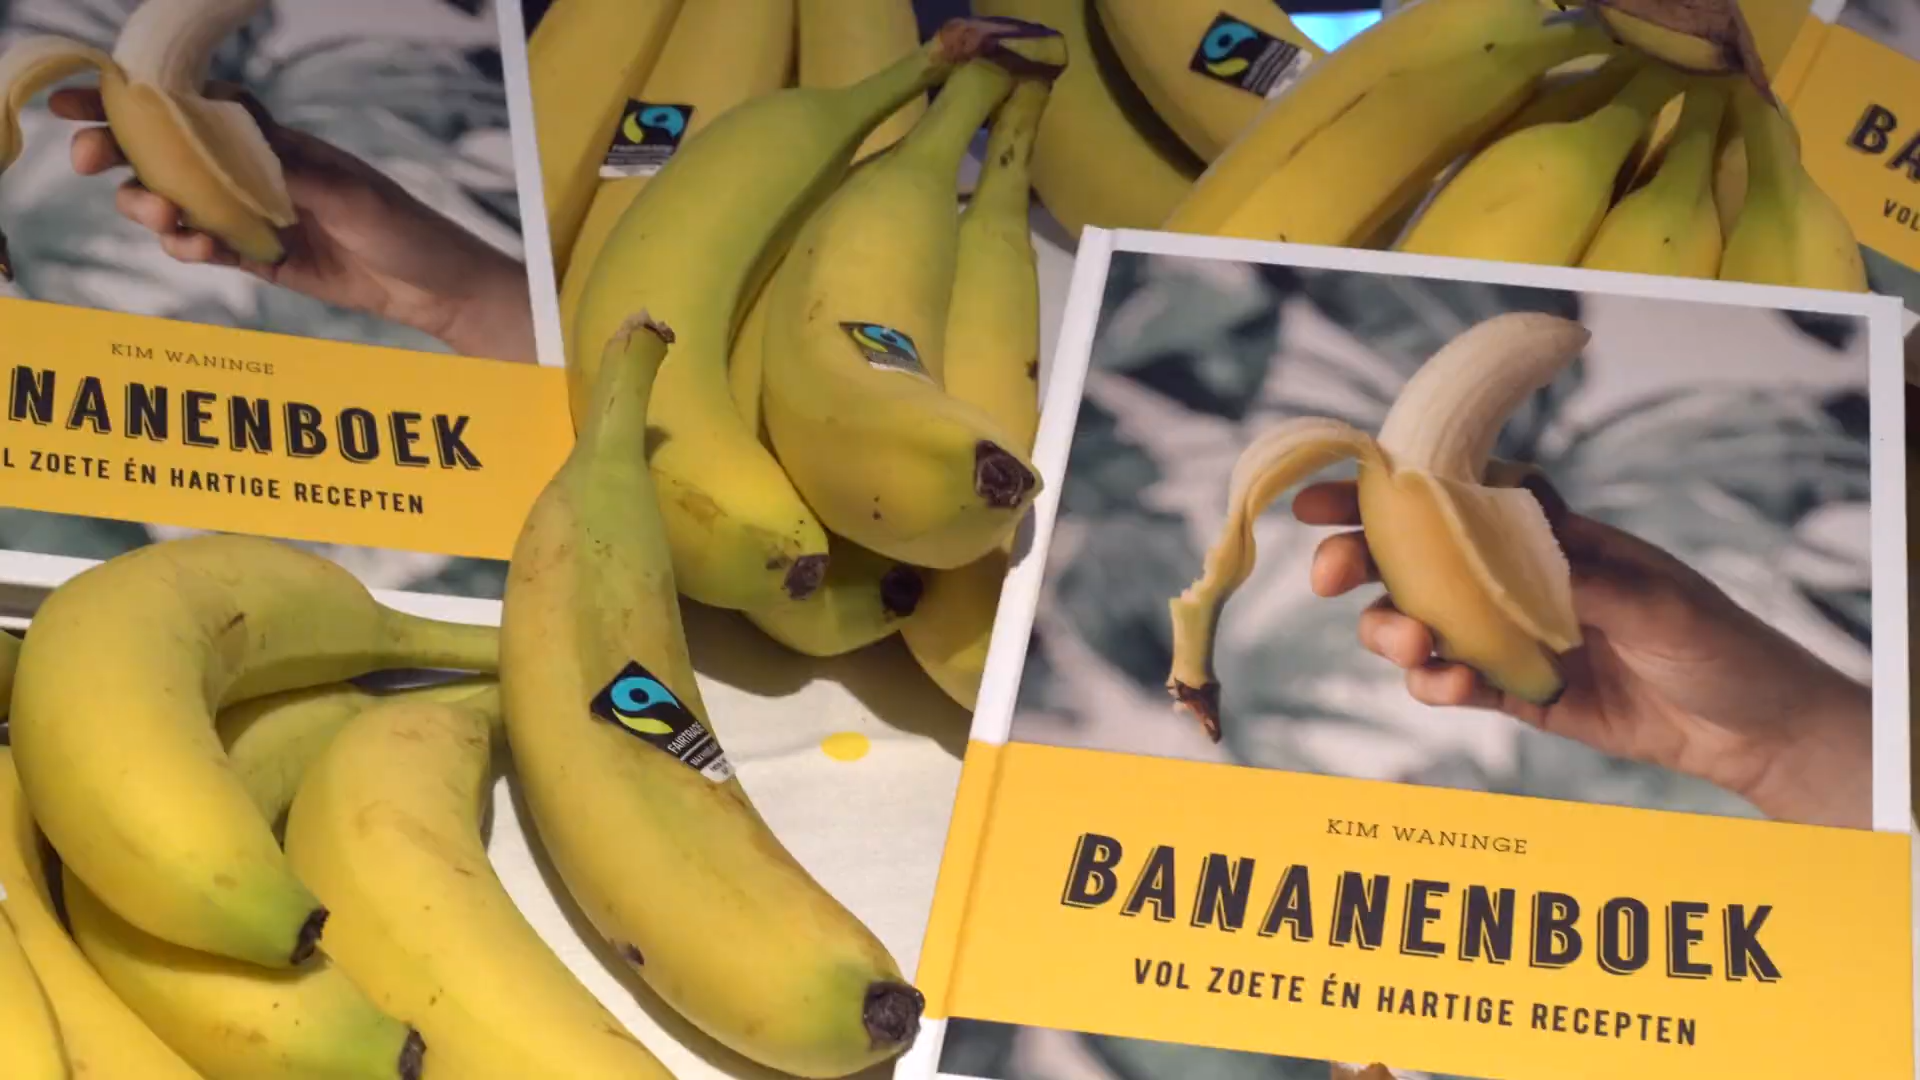 KIM WANINGE
NANENBOEK
L ZOETE ÉN HARTIGE RECEPTEN
FAIRTRADE
BA
VOL
KIM WANINGE
BANANENBOEK
VOL ZOETE ÉN HARTIGE RECEPTEN